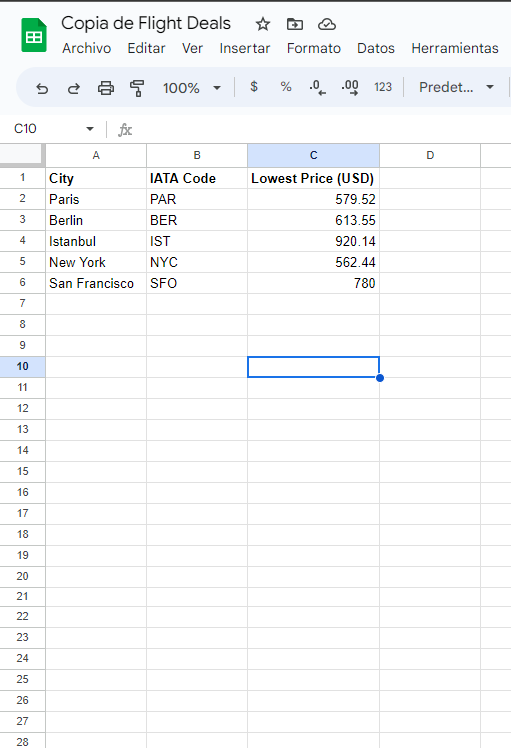 Copia de Flight Deals
Archivo Editar Ver Insertar Formato Datos Herramientas
100% $ % .0 .00 123 Predet...
C10 fx
A B C D
1 City IATA Code Lowest Price (USD)
2 Paris PAR 579.52
3 Berlin BER 613.55
4 Istanbul IST 920.14
5 New York NYC 562.44
6 San Francisco SFO 780
7
8
9
10
11
12
13
14
15
16
17
18
19
20
21
22
23
24
25
26
27
28